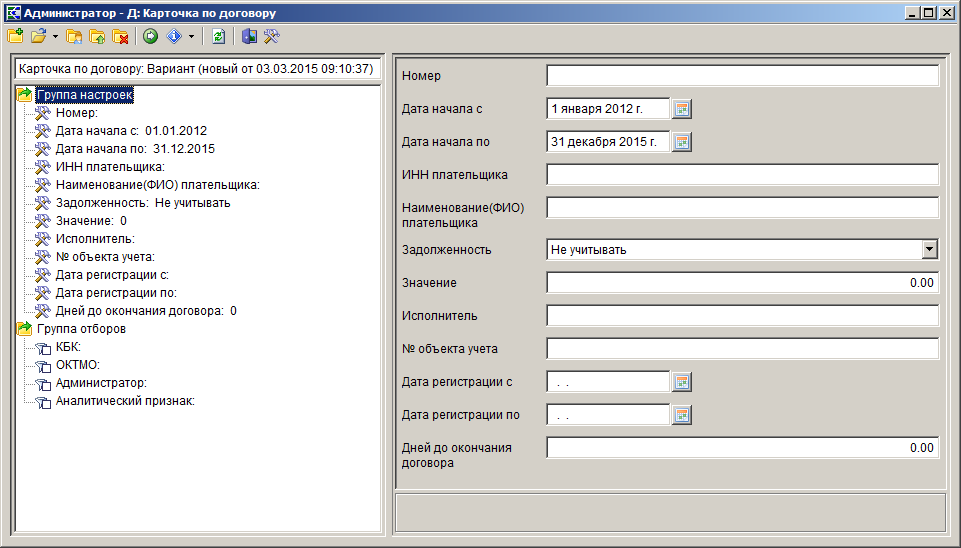 Администратор - Д: Карточка по договору
Карточка по договору: Вариант (новый от 03.03.2015 09:10:37)
Группа настроек
Номер:
Дата начала с: 01.01.2012
Дата начала по: 31.12.2015
ИНН плательщика:
Наименование(ФИО) плательщика:
Задолженность: Не учитывать
Значение: 0
Исполнитель:
№ объекта учета:
Дата регистрации с:
Дата регистрации по:
Дней до окончания договора: 0
Группа отборов
КБК:
ОКТМО:
Администратор:
Аналитический признак:
Номер
Дата начала с 1 января 2012 г.
Дата начала по 31 декабря 2015 г.
ИНН плательщика
Наименование(ФИО)
плательщика
Задолженность Не учитывать
Значение 0.00
Исполнитель
№ объекта учета
Дата регистрации с . .
Дата регистрации по . .
Дней до окончания 0.00
договора